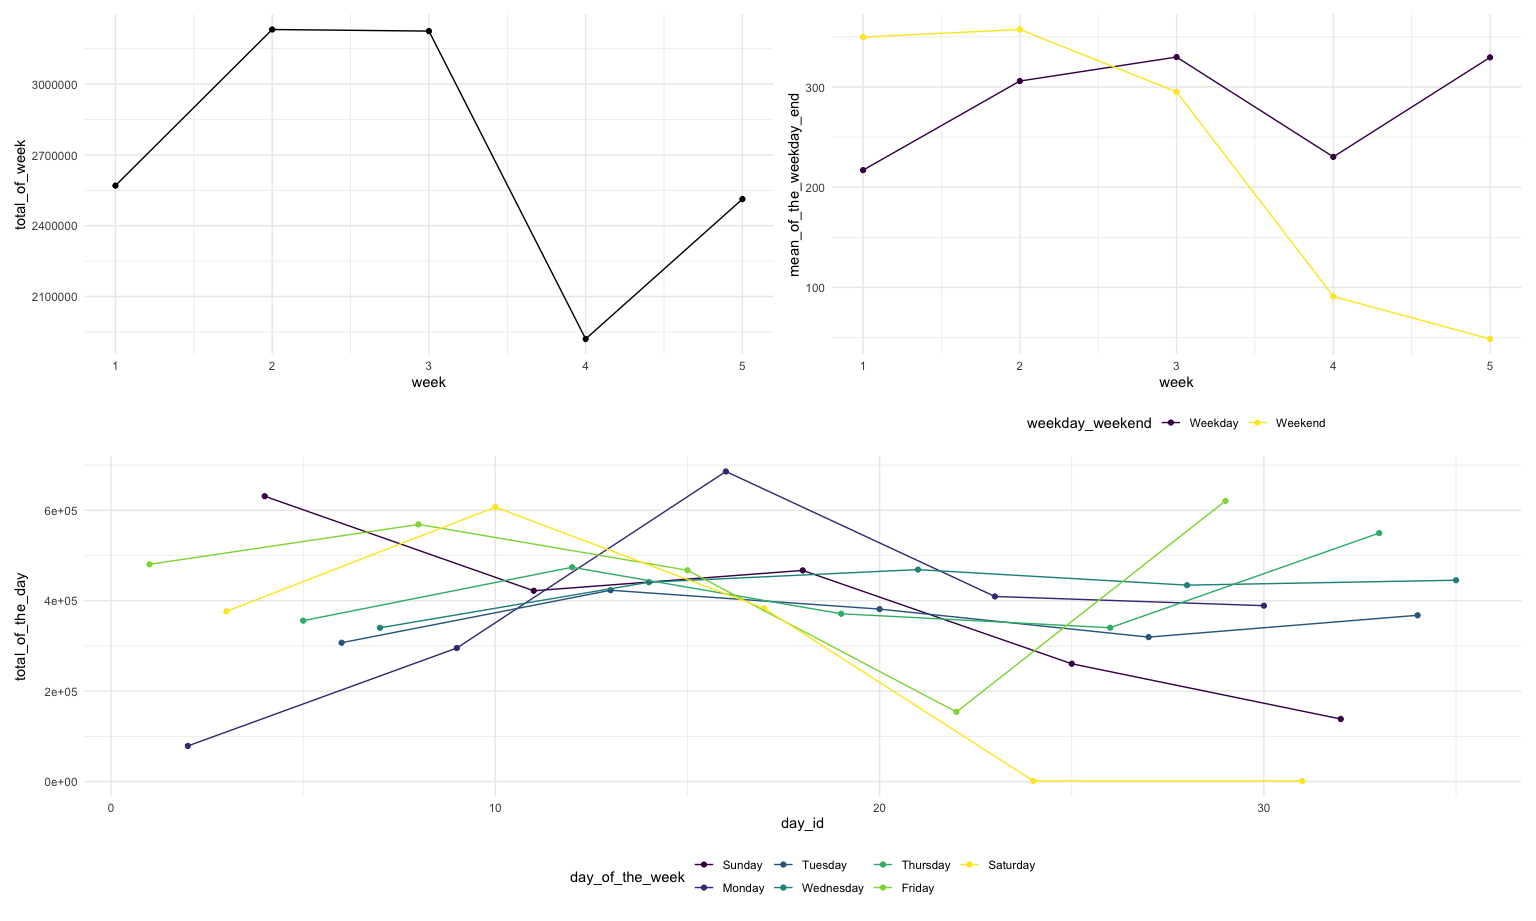 total_of_week
3000000
2700000
2400000
2100000
1 2 3 4 5
week
mean_of_the_weekday_end
300
200
100
1 2 3 4 5
week
weekday_weekend Weekday Weekend
total_of_the_day
6e+05
4e+05
2e+05
0e+00
0 10 20 30
day_id
day_of_the_week
Sunday Tuesday Thursday Saturday
Monday Wednesday Friday